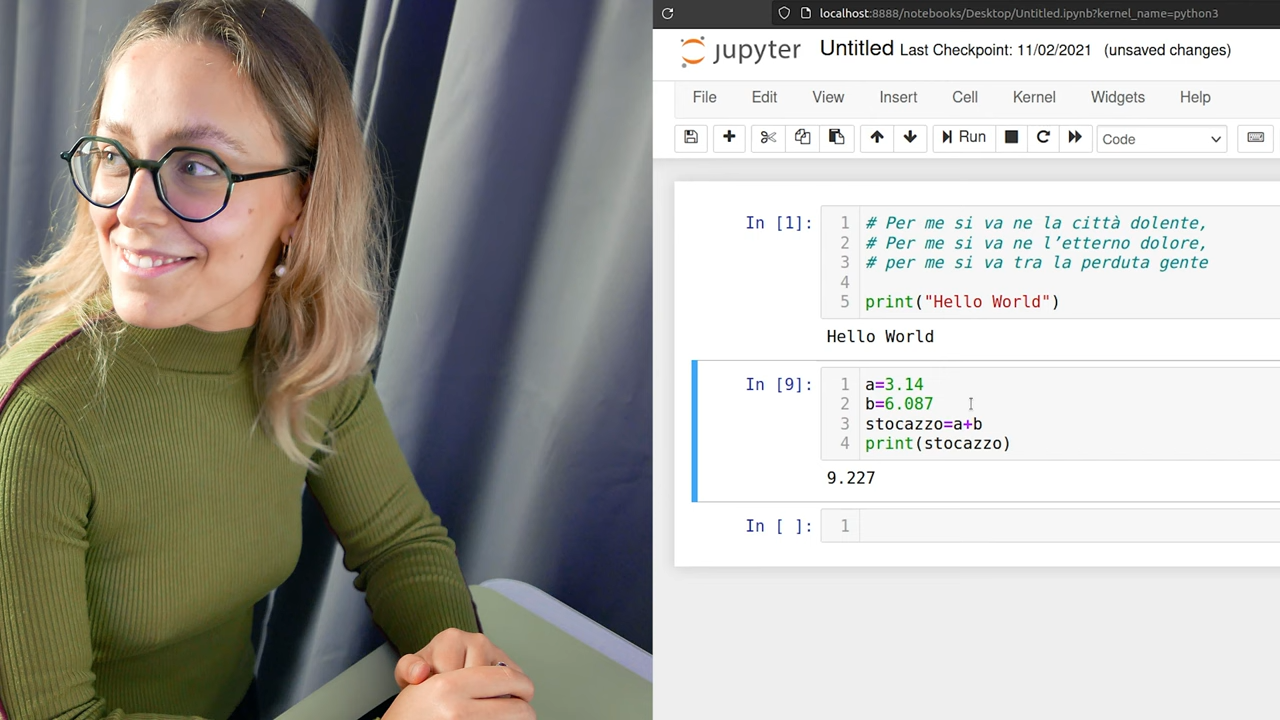 localhost:8888/notebooks/Desktop/Untitled.ipynb?kernel_name=python3
jupyter Untitled Last Checkpoint: 11/02/2021 (unsaved changes)
File Edit View Insert Cell Kernel Widgets Help
Run Code
In [1]:
1 # Per me si va ne la città dolente,
2 # Per me si va ne l’etterno dolore,
3 # per me si va tra la perduta gente
4
5 print("Hello World")
Hello World
In [9]:
1 a=3.14
2 b=6.087
3 stocazzo=a+b
4 print(stocazzo)
9.227
In [ ]:
1